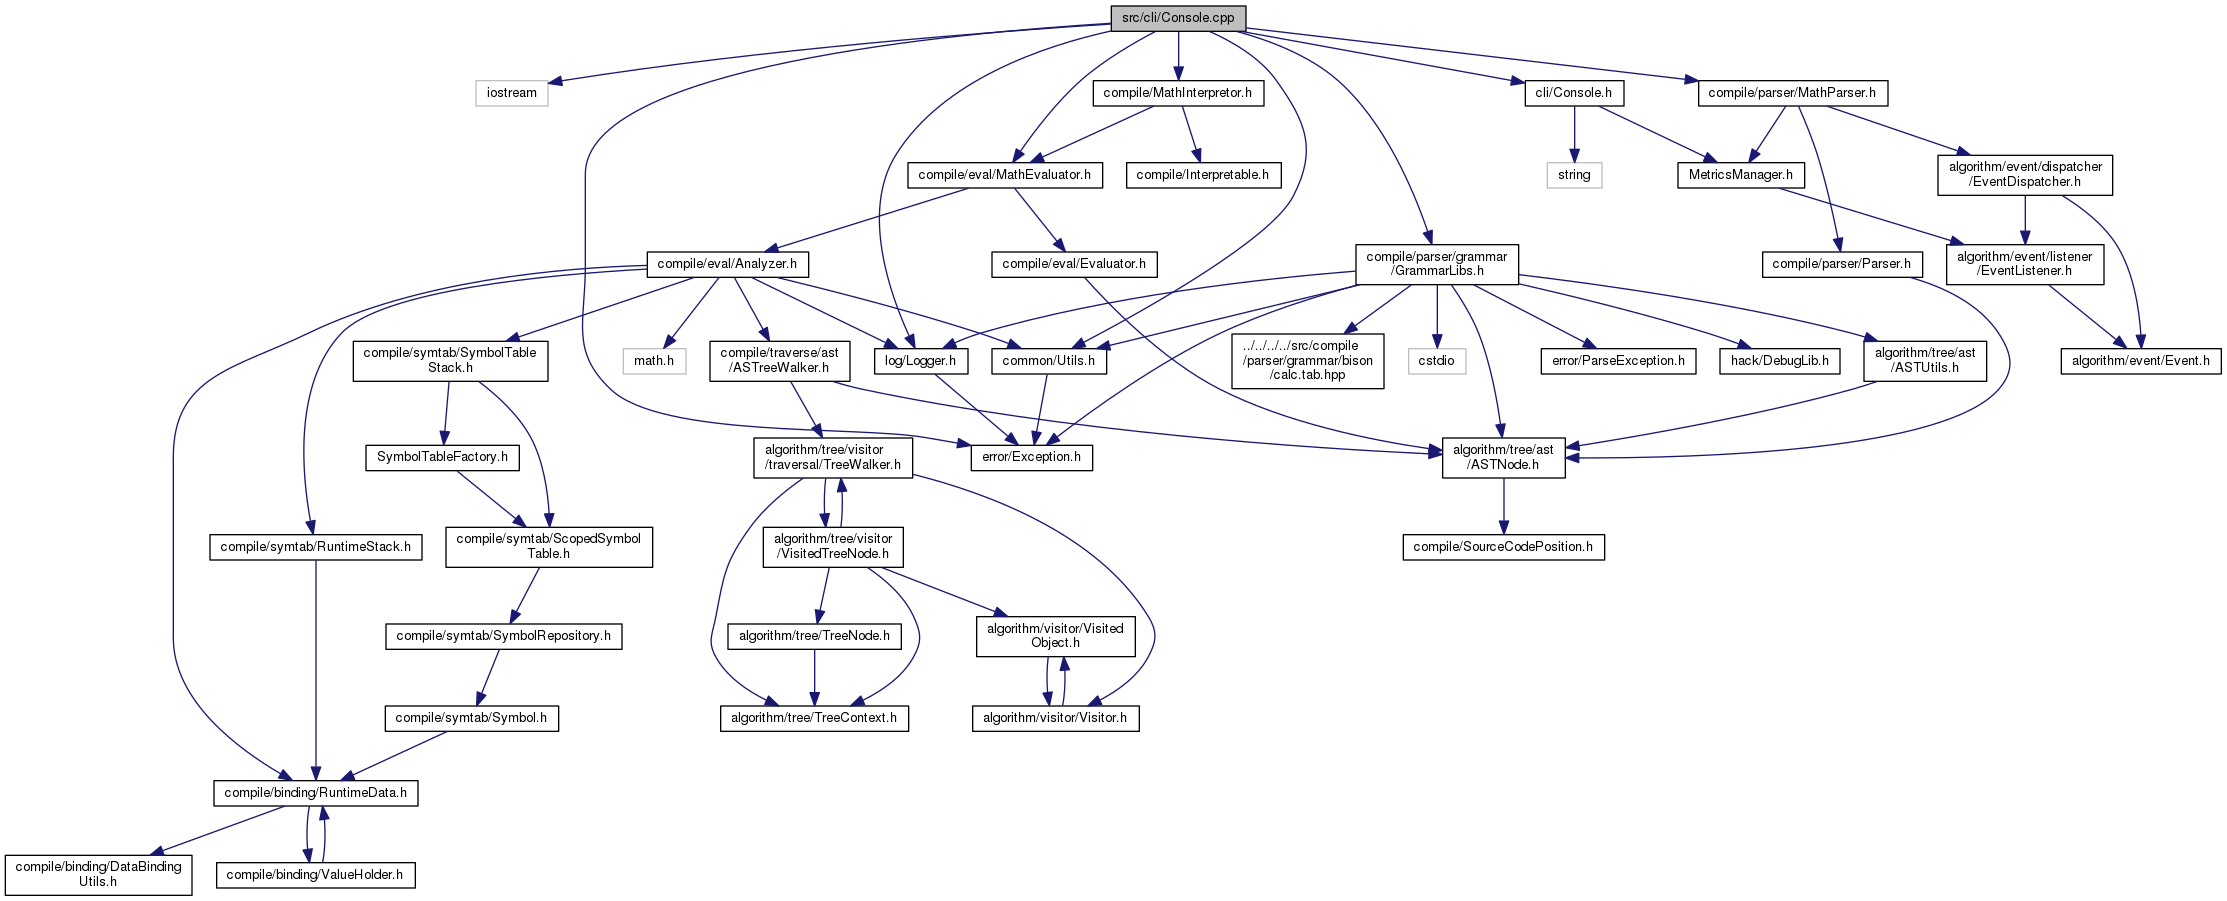 src/cli/Console.cpp
iostream
compile/MathInterpretor.h
cli/Console.h
compile/parser/MathParser.h
compile/eval/MathEvaluator.h
compile/Interpretable.h
string
MetricsManager.h
algorithm/event/dispatcher
/EventDispatcher.h
compile/eval/Analyzer.h
compile/eval/Evaluator.h
compile/parser/grammar
/GrammarLibs.h
compile/parser/Parser.h
algorithm/event/listener
/EventListener.h
compile/symtab/SymbolTable
Stack.h
math.h
compile/traverse/ast
/ASTreeWalker.h
log/Logger.h
common/Utils.h
../../../../src/compile
/parser/grammar/bison
/calc.tab.hpp
cstdio
error/ParseException.h
hack/DebugLib.h
algorithm/tree/ast
/ASTUtils.h
algorithm/event/Event.h
SymbolTableFactory.h
algorithm/tree/visitor
/traversal/TreeWalker.h
error/Exception.h
algorithm/tree/ast
/ASTNode.h
compile/symtab/RuntimeStack.h
compile/symtab/ScopedSymbol
Table.h
algorithm/tree/visitor
/VisitedTreeNode.h
compile/SourceCodePosition.h
compile/symtab/SymbolRepository.h
algorithm/tree/TreeNode.h
algorithm/visitor/Visited
Object.h
compile/symtab/Symbol.h
algorithm/tree/TreeContext.h
algorithm/visitor/Visitor.h
compile/binding/RuntimeData.h
compile/binding/DataBinding
Utils.h
compile/binding/ValueHolder.h